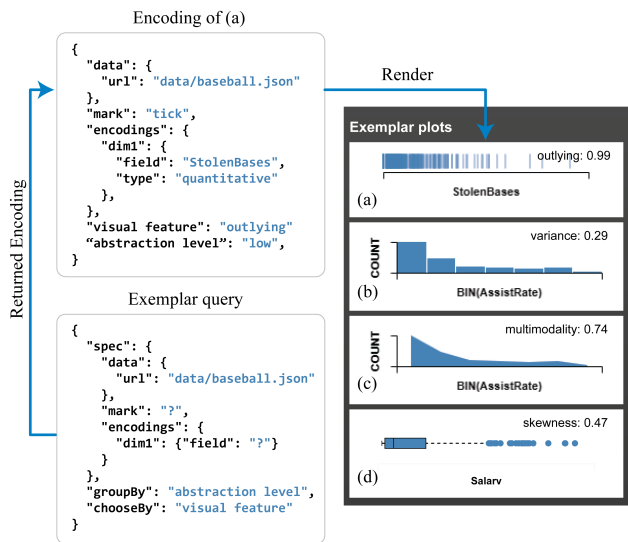 Encoding of (a)
{
"data": {
"url": "data/baseball.json"
},
"mark": "tick",
"encodings": {
"dim1": {
"field": "StolenBases",
"type": "quantitative"
},
},
"visual feature": "outlying"
“abstraction level”: "low",
}
Returned Encoding
Exemplar query
{
"spec": {
"data": {
"url": "data/baseball.json"
},
"mark": "?",
"encodings": {
"dim1": {"field": "?"}
}
},
"groupBy": "abstraction level",
"chooseBy": "visual feature"
}
Render
Exemplar plots
outlying: 0.99
StolenBases
(a)
variance: 0.29
COUNT
BIN(AssistRate)
(b)
multimodality: 0.74
COUNT
BIN(AssistRate)
(c)
skewness: 0.47
(d)
Salary